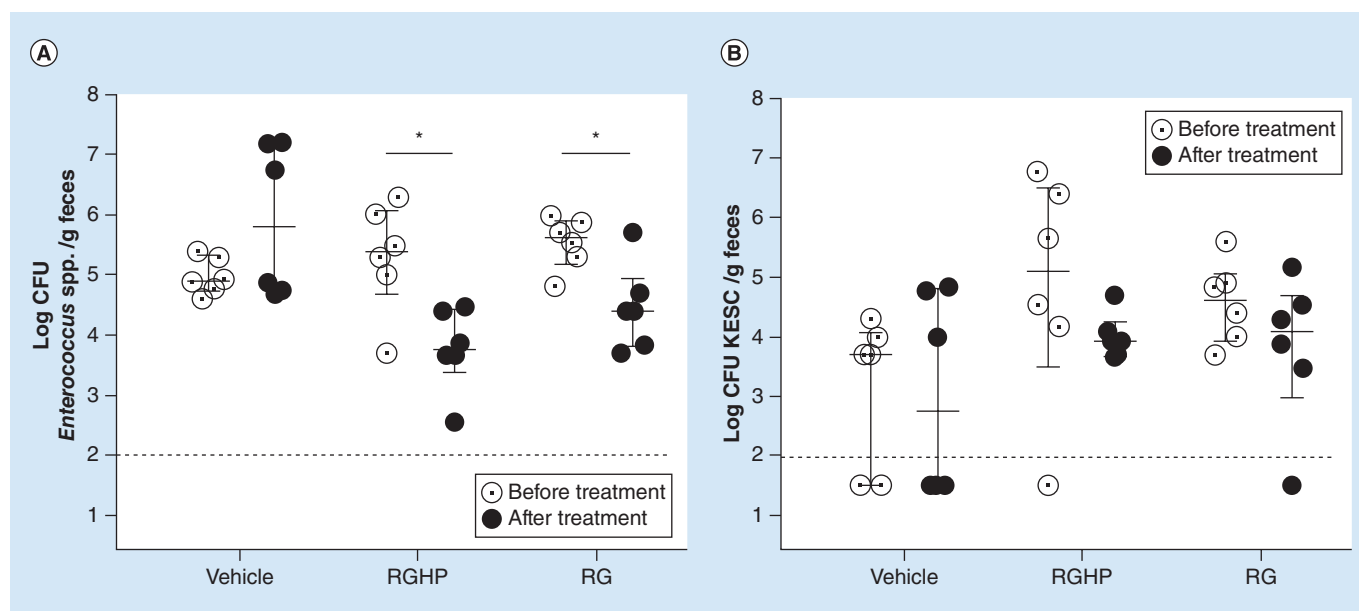 A
Log CFU
Enterococcus spp. /g feces
8
7
6
5
4
3
2
1
*
*
Before treatment
After treatment
Vehicle
RGHP
RG
B
Log CFU KESC /g feces
8
7
6
5
4
3
2
1
Before treatment
After treatment
Vehicle
RGHP
RG